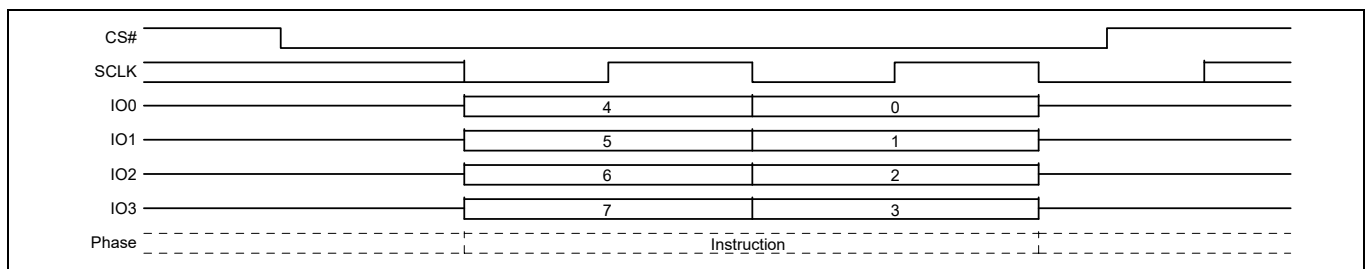 CS#
SCLK
IO0 4 0
IO1 5 1
IO2 6 2
IO3 7 3
Phase Instruction